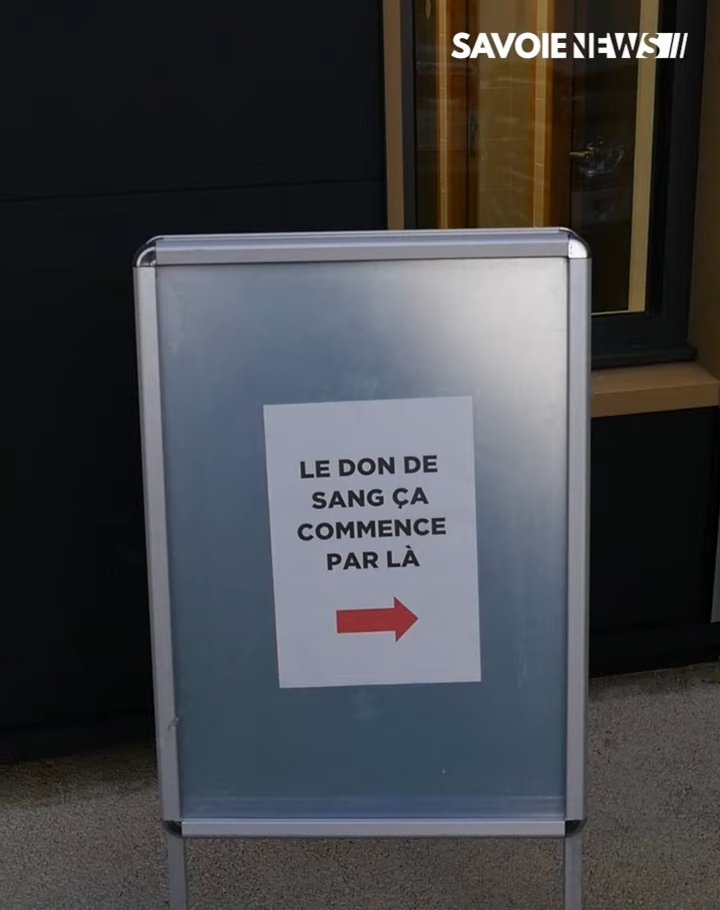 SAVOIE NEWS
LE DON DE
SANG ÇA
COMMENCE
PAR LÀ